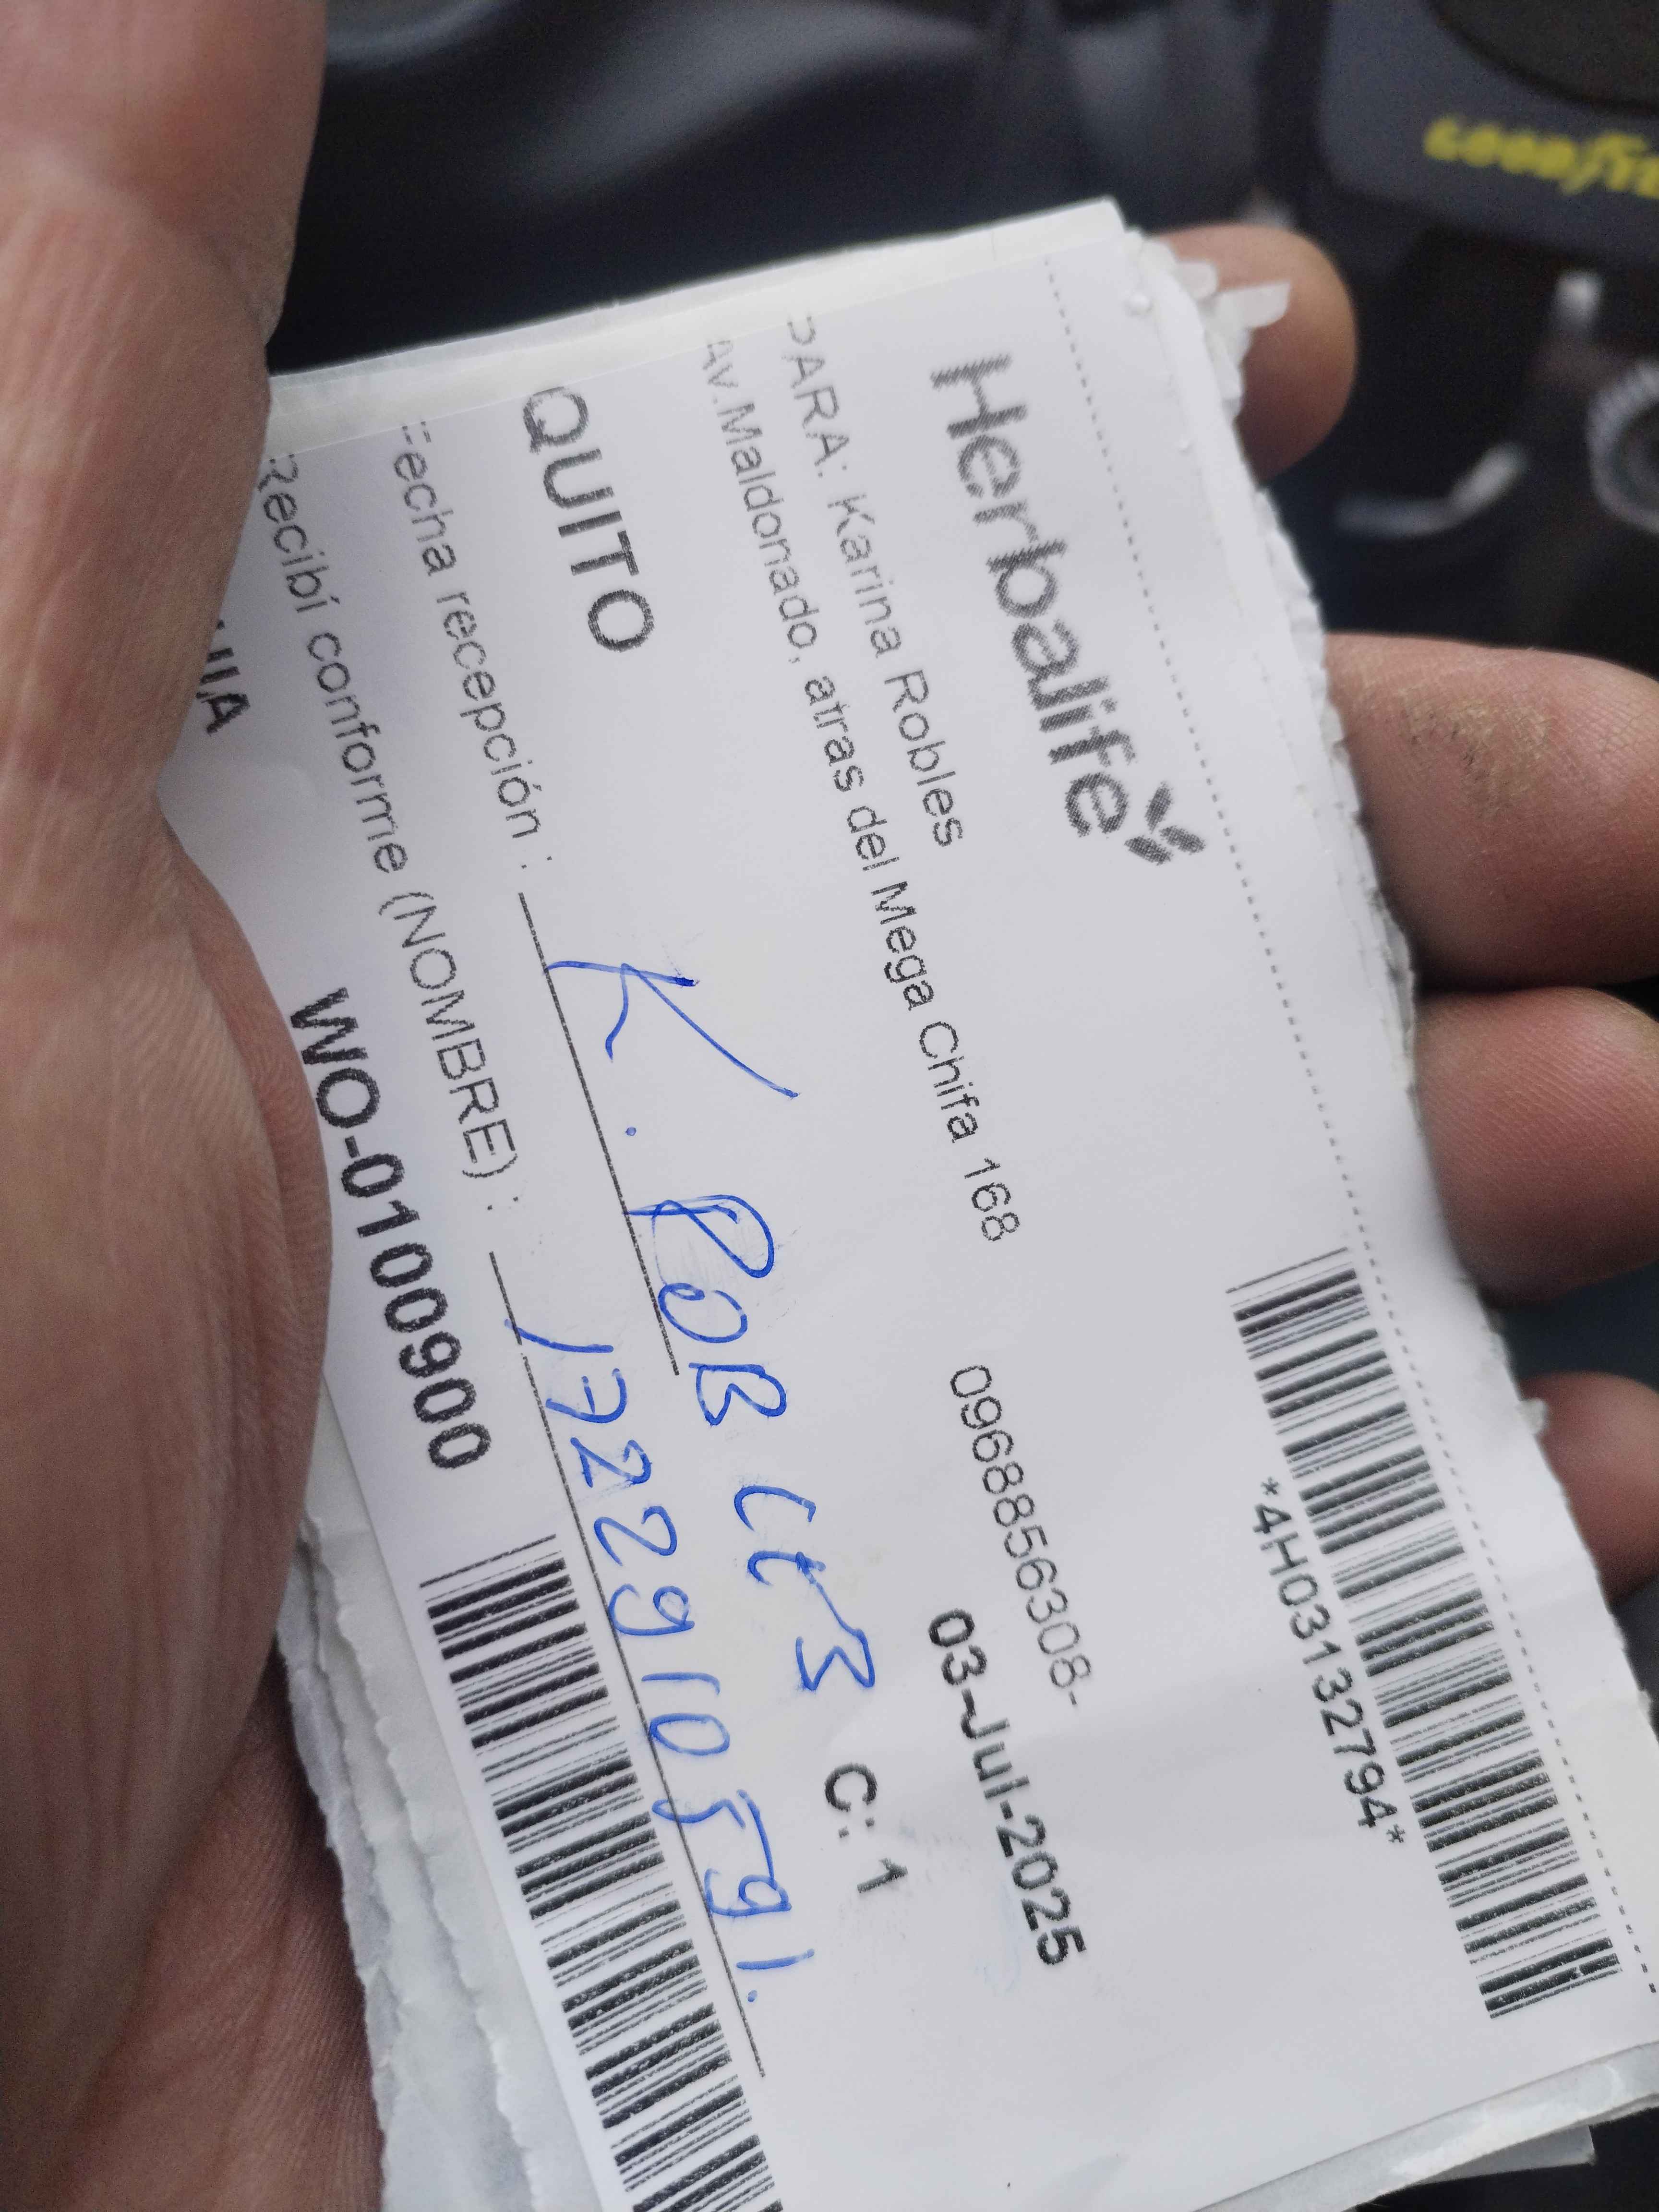 Herbalife
*4H03132794*
PARA: Karina Robles
Av.Maldonado, atras del Mega Chifa 168
0968856308-
03-Jul-2025
QUITO
C: 1
Fecha recepción :
K. ROBLES
Recibí conforme (NOMBRE) :
1722910591.
WO-0100900
GOODYE